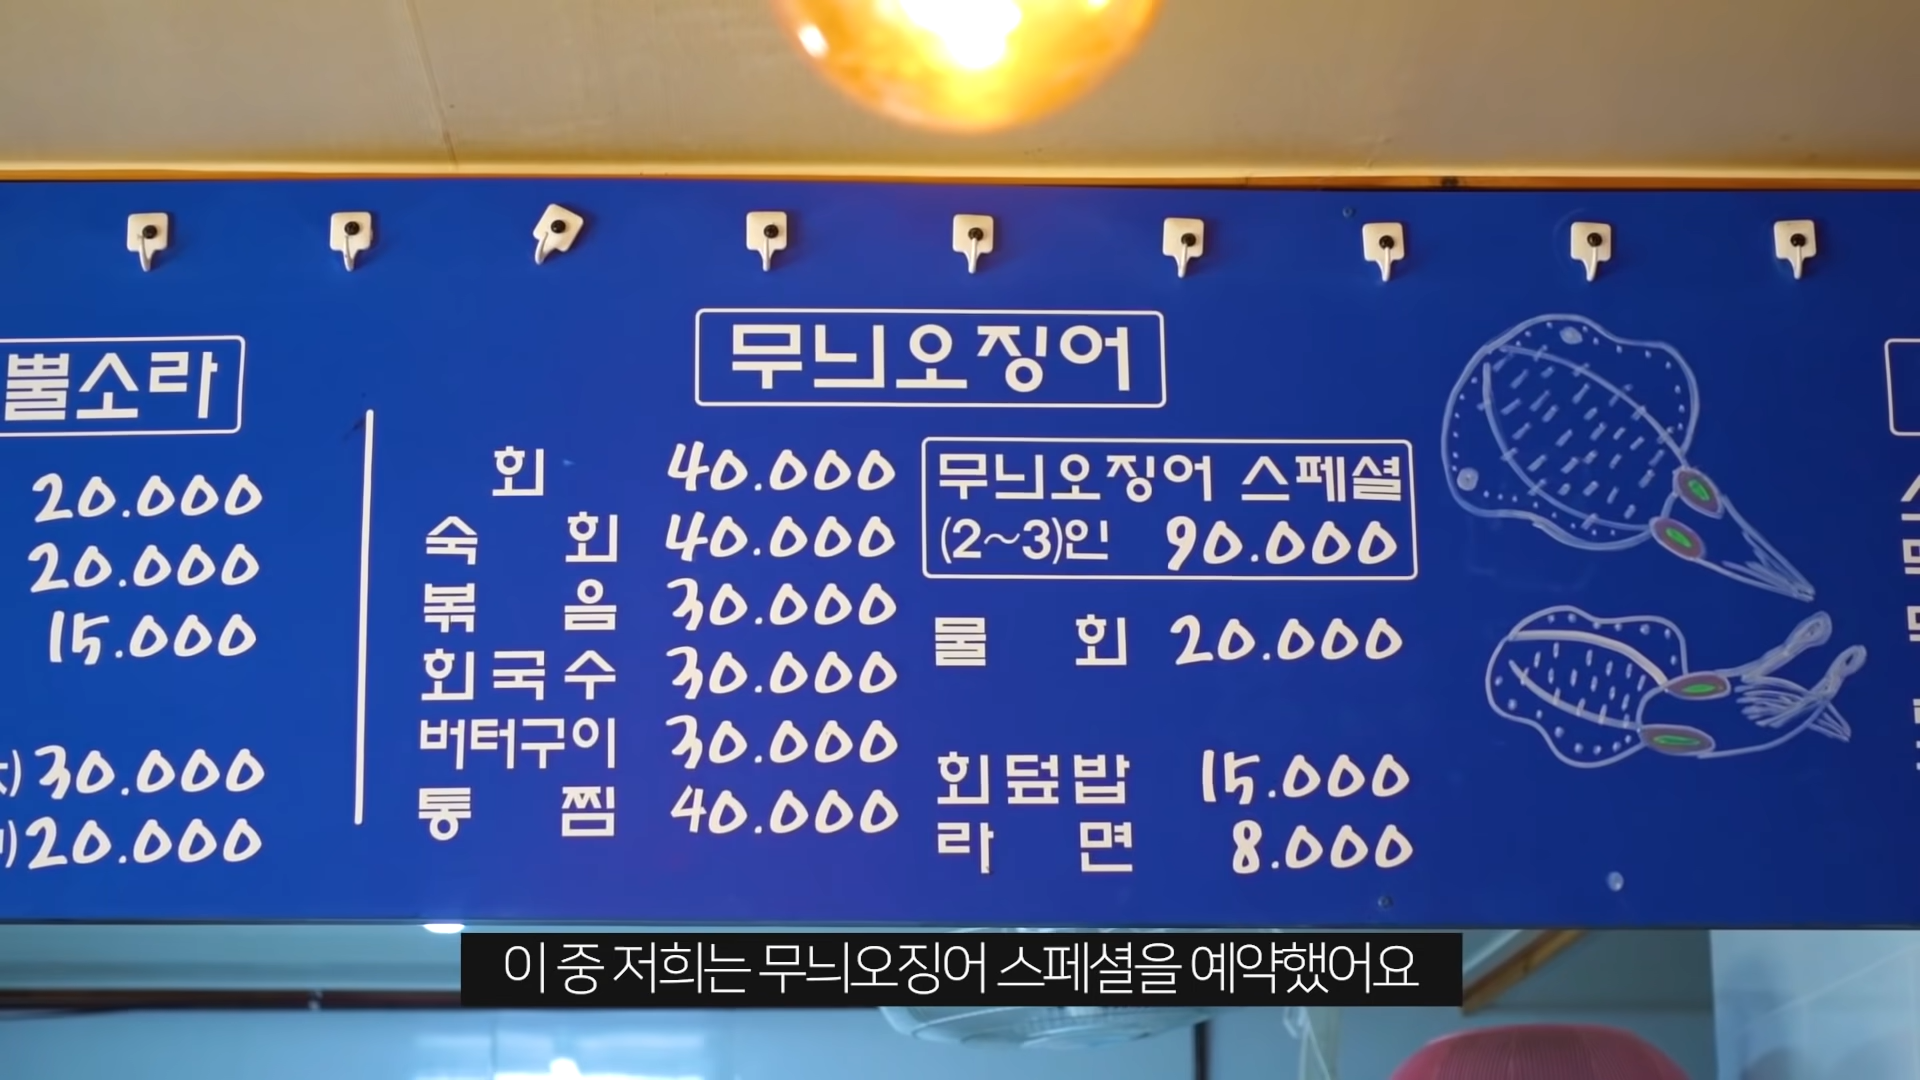 뿔소라
20.000
20.000
15.000
30.000
20.000
무늬오징어
회 40.000
숙 회 40.000
볶 음 30.000
회국수 30.000
버터구이 30.000
통 찜 40.000
무늬오징어 스페셜
(2~3)인 90.000
물 회 20.000
회덮밥 15.000
라 면 8.000
이 중 저희는 무늬오징어 스페셜을 예약했어요